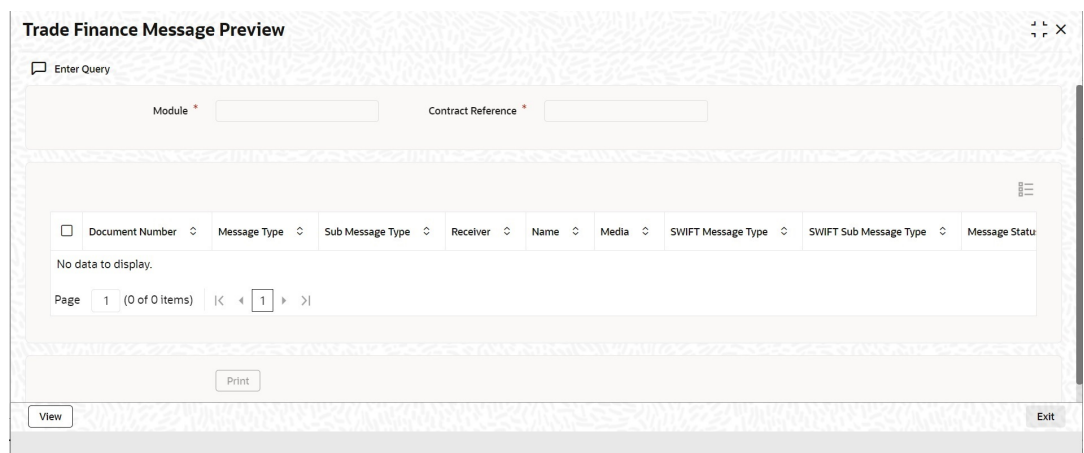 Trade Finance Message Preview
Enter Query
Module * Contract Reference *
Document Number Message Type Sub Message Type Receiver Name Media SWIFT Message Type SWIFT Sub Message Type Message Statu
No data to display.
Page 1 (0 of 0 items) 1
Print
View Exit